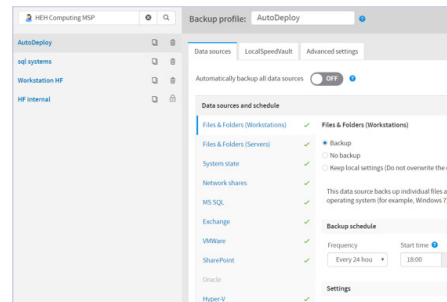 HEH Computing MSP
Backup profile: AutoDeploy
AutoDeploy
sql systems
Workstation HF
HF Internal
Data sources LocalSpeedVault Advanced settings
Automatically backup all data sources OFF
Data sources and schedule
Files & Folders (Workstations)
Files & Folders (Servers)
System state
Network shares
MS SQL
Exchange
VMWare
SharePoint
Oracle
Hyper-V
Files & Folders (Workstations)
Backup
No backup
Keep local settings (Do not overwrite the
This data source backs up individual files a
operating system (for example, Windows 7
Backup schedule
Frequency Start time
Every 24 hou 18:00
Settings